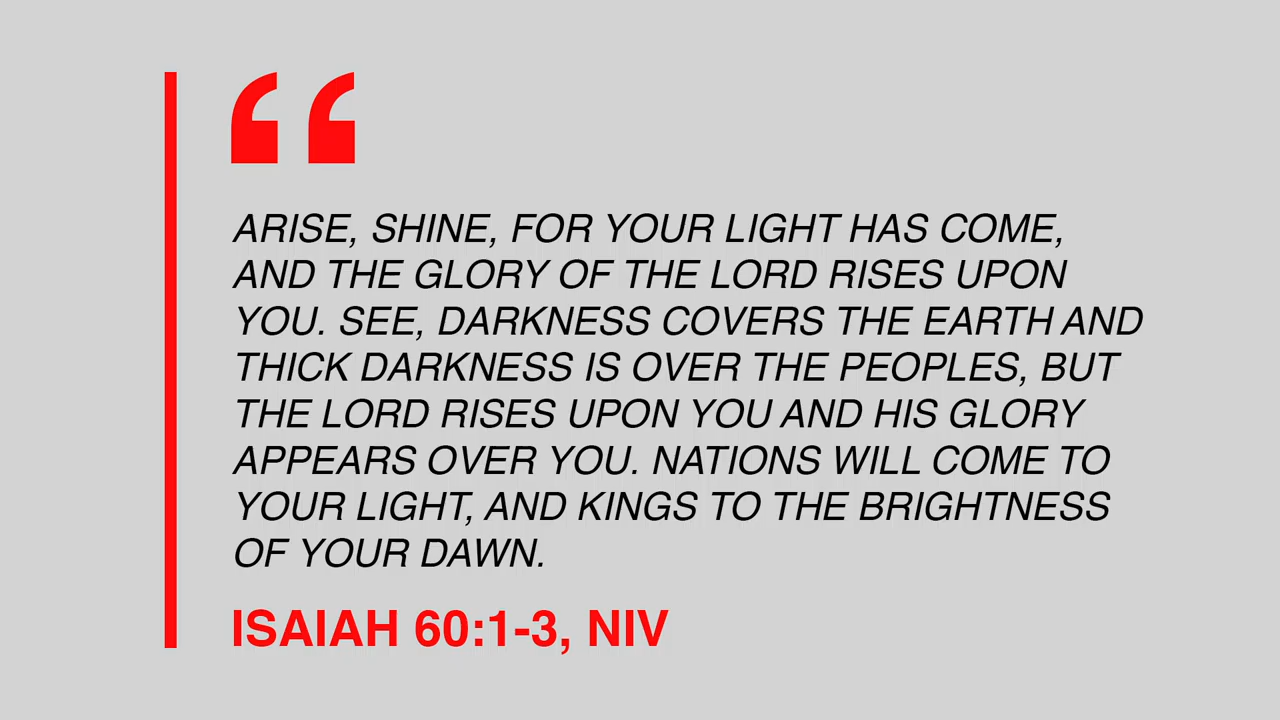 “
ARISE, SHINE, FOR YOUR LIGHT HAS COME,
AND THE GLORY OF THE LORD RISES UPON
YOU. SEE, DARKNESS COVERS THE EARTH AND
THICK DARKNESS IS OVER THE PEOPLES, BUT
THE LORD RISES UPON YOU AND HIS GLORY
APPEARS OVER YOU. NATIONS WILL COME TO
YOUR LIGHT, AND KINGS TO THE BRIGHTNESS
OF YOUR DAWN.
ISAIAH 60:1-3, NIV